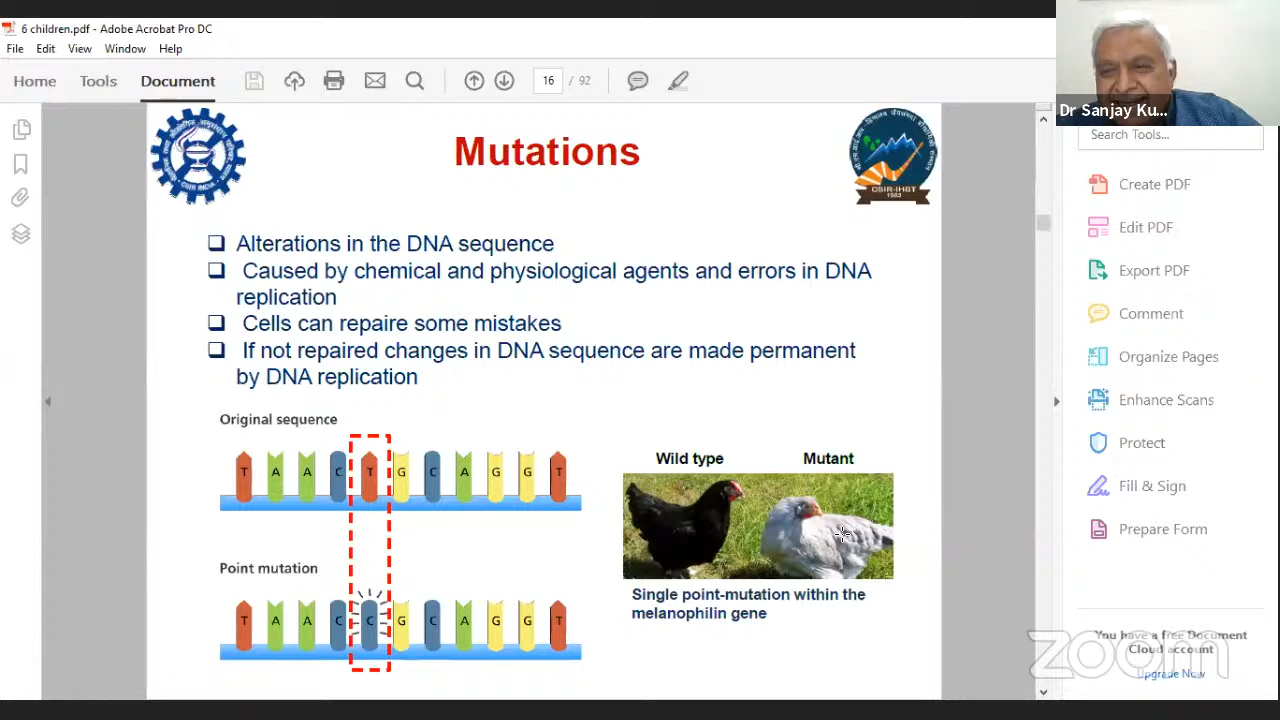 6 children.pdf - Adobe Acrobat Pro DC
File Edit View Window Help
Home Tools Document 16 / 92
Dr Sanjay Ku...
Search Tools...
Create PDF
Edit PDF
Export PDF
Comment
Organize Pages
Enhance Scans
Protect
Fill & Sign
Prepare Form
You have a free Document
Cloud account
Upgrade Now
CSIR INDIA
Mutations
CSIR-IHBT
1983
Alterations in the DNA sequence
Caused by chemical and physiological agents and errors in DNA
replication
Cells can repaire some mistakes
If not repaired changes in DNA sequence are made permanent
by DNA replication
Original sequence
T A A C T G C A G G T
Point mutation
T A A C C G C A G G T
Wild type Mutant
Single point-mutation within the
melanophilin gene
zoom